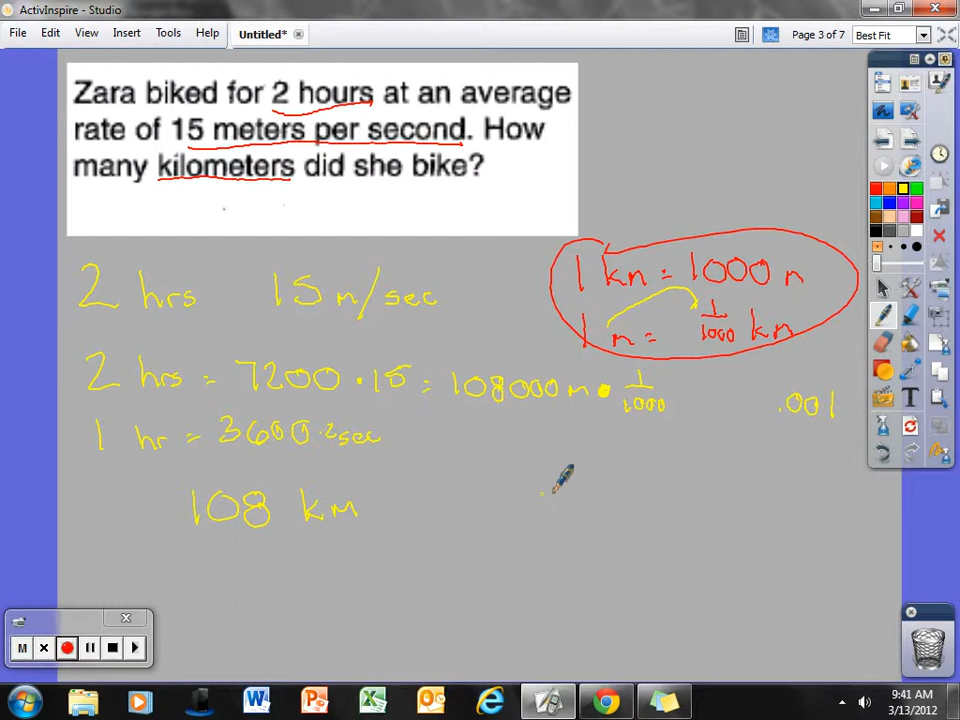 ActivInspire - Studio
File Edit View Insert Tools Help Untitled* Page 3 of 7 Best Fit
Zara biked for 2 hours at an average
rate of 15 meters per second. How
many kilometers did she bike?
1 km = 1000 m
1 m = 1/1000 km
2 hrs 15 m/sec
2 hrs = 7200 · 15 = 108000 m · 1/1000
.001
1 hr = 3600 · 2 sec
108 km
M
T
9:41 AM
3/13/2012